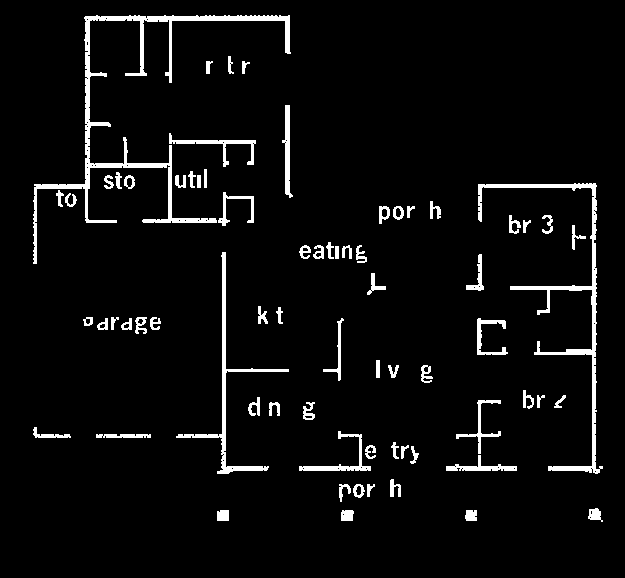 r tr
sto
util
to
por h
br 3
eating
garage
k t
l v g
d n g
br 2
e try
por h